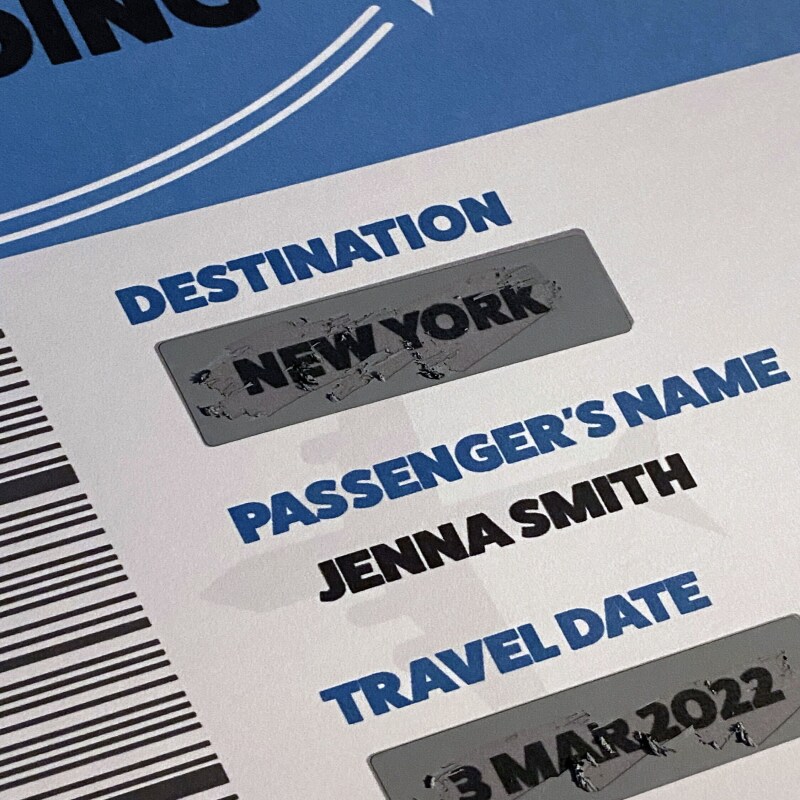 DESTINATION
NEW YORK
PASSENGER'S NAME
JENNA SMITH
TRAVEL DATE
3 MAR 2022